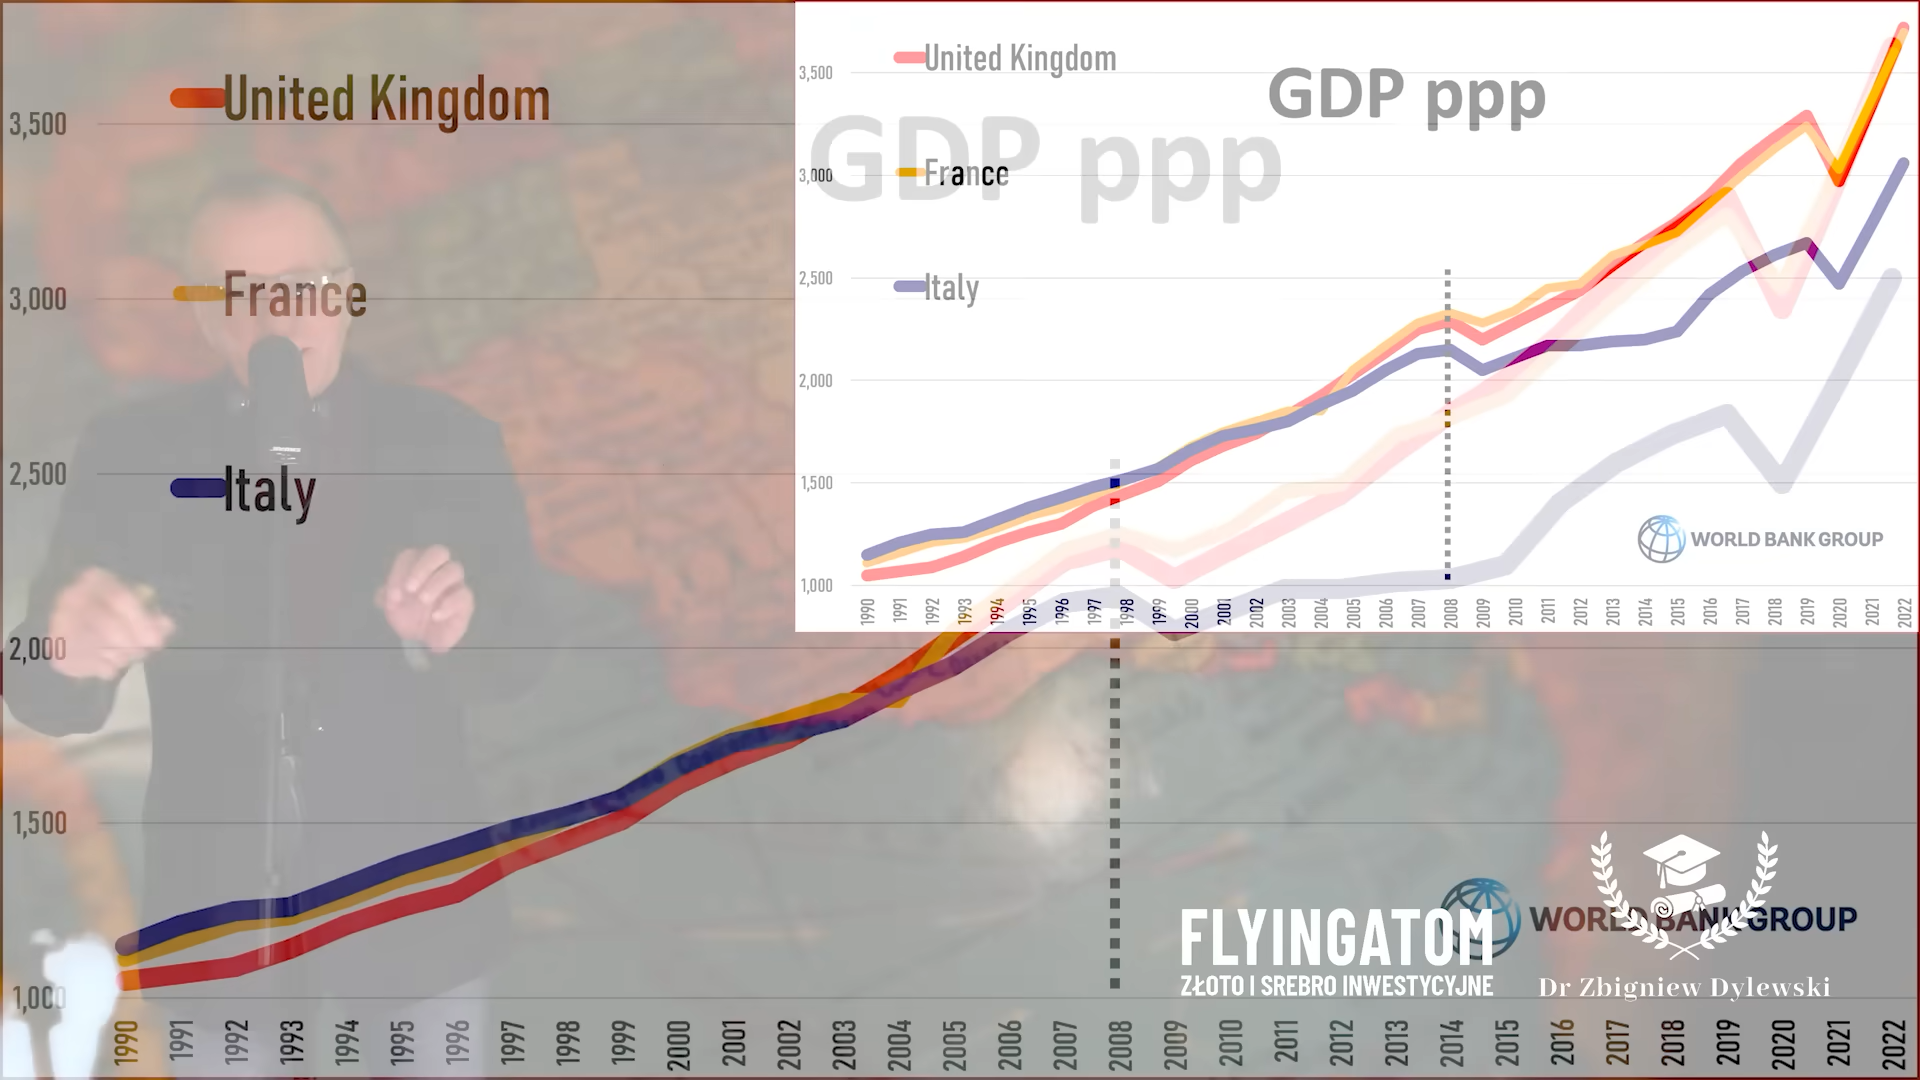 United Kingdom
France
Italy
3,500
3,000
2,500
2,000
1,500
1,000
1990 1991 1992 1993 1994 1995 1996 1997 1998 1999 2000 2001 2002 2003 2004 2005 2006 2007 2008 2009 2010 2011 2012 2013 2014 2015 2016 2017 2018 2019 2020 2021 2022
GDP ppp
GDP ppp
United Kingdom
France
Italy
3,500
3,000
2,500
2,000
1,500
1,000
1990 1991 1992 1993 1994 1995 1996 1997 1998 1999 2000 2001 2002 2003 2004 2005 2006 2007 2008 2009 2010 2011 2012 2013 2014 2015 2016 2017 2018 2019 2020 2021 2022
WORLD BANK GROUP
WORLD BANK GROUP
FLYINGATOM
ZŁOTO I SREBRO INWESTYCYJNE
Dr Zbigniew Dylewski